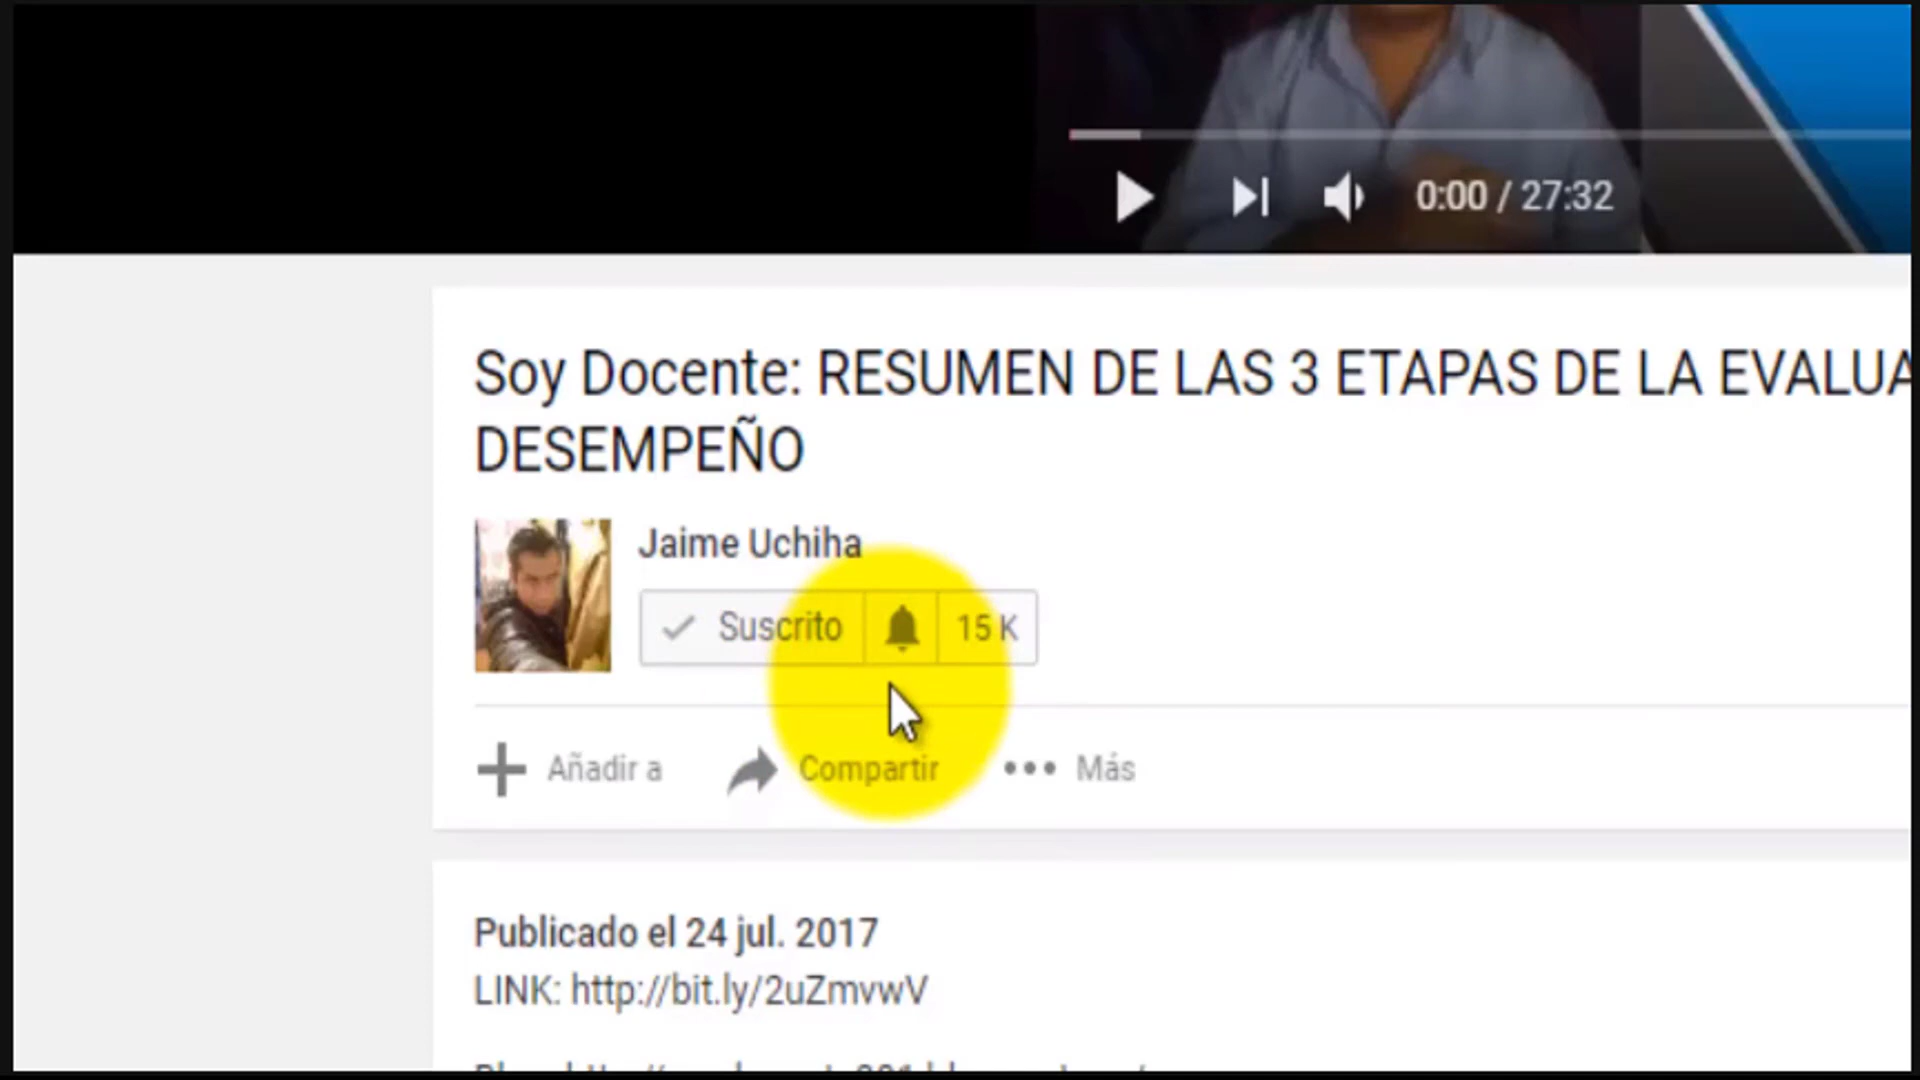 0:00 / 27:32
Soy Docente: RESUMEN DE LAS 3 ETAPAS DE LA EVALUA
DESEMPEÑO
Jaime Uchiha
Suscrito 15 K
Añadir a Compartir Más
Publicado el 24 jul. 2017
LINK: http://bit.ly/2uZmvwV